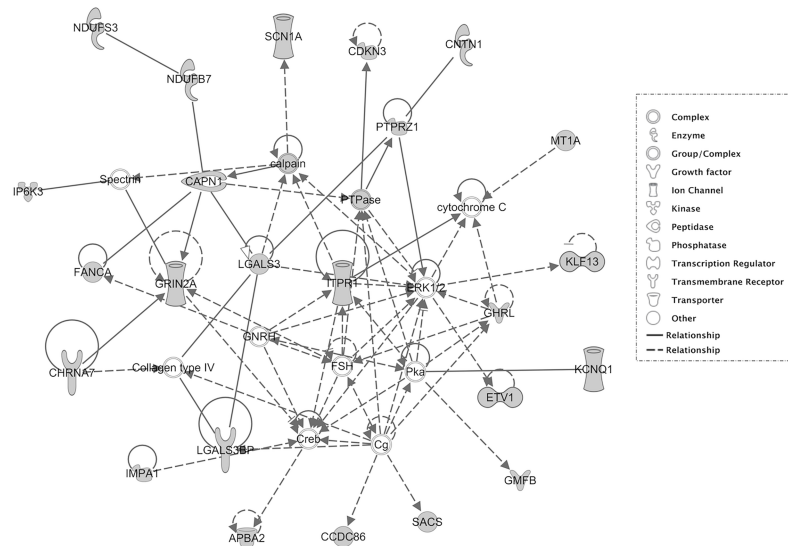 NDUFS3
SCN1A
CDKN3
CNTN1
NDUFB7
PTPRZ1
MT1A
calpain
Spectrin
CAPN1
IP6K3
PTPase
cytochrome C
FANCA
LGALS3
KLF13
GRIN2A
ITPR1
ERK1/2
GHRL
GNRH
CHRNA7
Collagen type IV
FSH
Pka
KCNQ1
ETV1
Creb
Cg
LGALS3BP
IMPA1
GMFB
SACS
APBA2
CCDC86
Complex
Enzyme
Group/Complex
Growth factor
Ion Channel
Kinase
Peptidase
Phosphatase
Transcription Regulator
Transmembrane Receptor
Transporter
Other
Relationship
Relationship